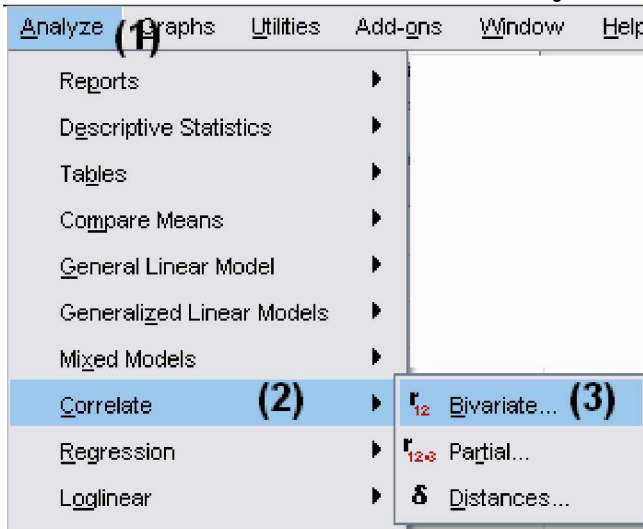 Analyze (1) Graphs Utilities Add-ons Window Help
Reports
Descriptive Statistics
Tables
Compare Means
General Linear Model
Generalized Linear Models
Mixed Models
Correlate (2) r12 Bivariate... (3)
Regression r12•3 Partial...
Loglinear δ Distances...